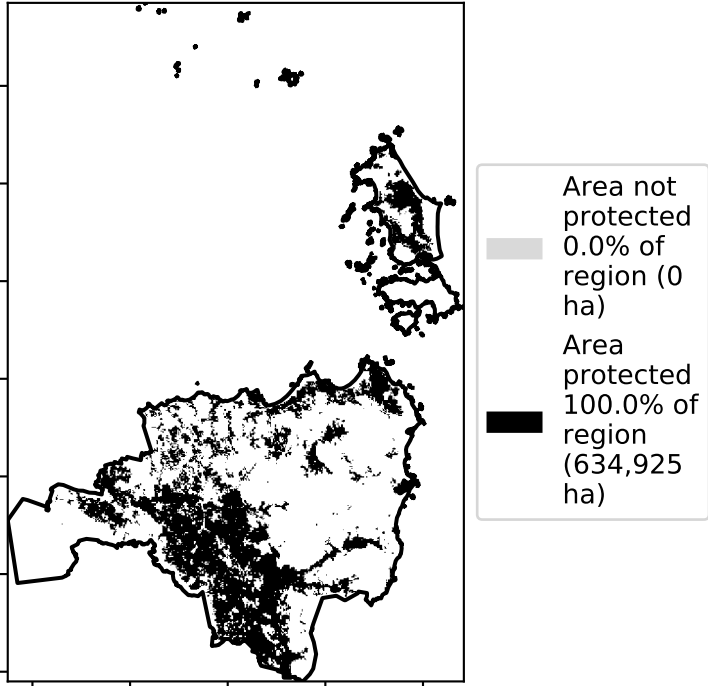 Area not
protected
0.0% of
region (0
ha)
Area
protected
100.0% of
region
(634,925
ha)